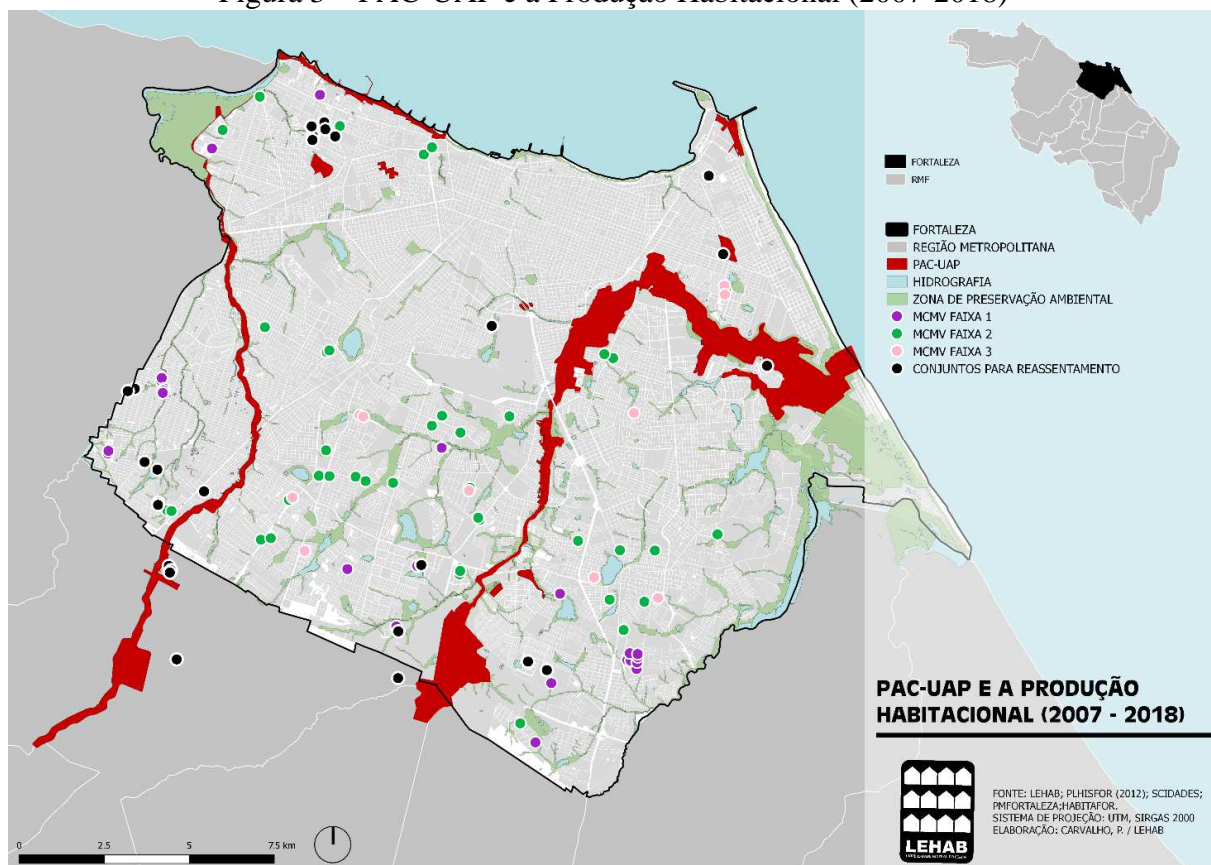 Figura 3 – PAC-UAP e a Produção Habitacional (2007-2018)
FORTALEZA
RMF
FORTALEZA
REGIÃO METROPOLITANA
PAC-UAP
HIDROGRAFIA
ZONA DE PRESERVAÇÃO AMBIENTAL
MCMV FAIXA 1
MCMV FAIXA 2
MCMV FAIXA 3
CONJUNTOS PARA REASSENTAMENTO
PAC-UAP E A PRODUÇÃO
HABITACIONAL (2007 - 2018)
FONTE: LEHAB; PLHISFOR (2012); SCIDADES;
PMFORTALEZA;HABITAFOR.
SISTEMA DE PROJEÇÃO: UTM, SIRGAS 2000
ELABORAÇÃO: CARVALHO, P. / LEHAB
LEHAB
0 2.5 5 7.5 km